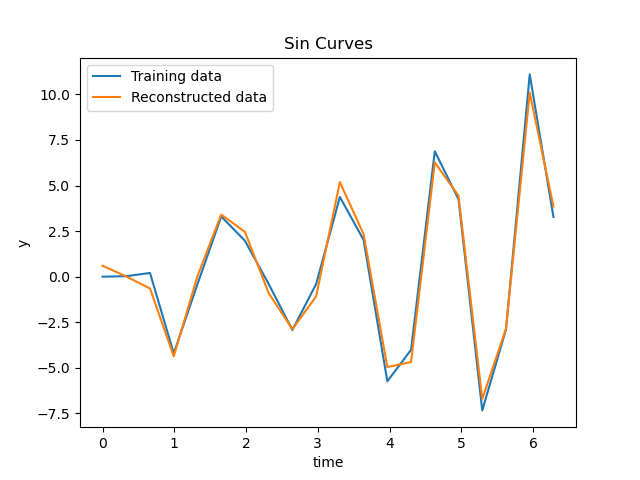 Sin Curves
Training data
Reconstructed data
10.0
7.5
5.0
2.5
0.0
−2.5
−5.0
−7.5
y
0 1 2 3 4 5 6
time